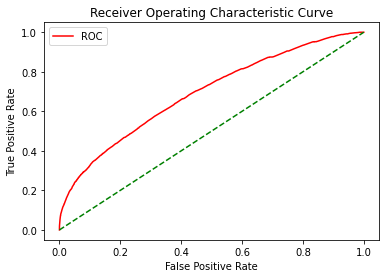 Receiver Operating Characteristic Curve
ROC
True Positive Rate
1.0
0.8
0.6
0.4
0.2
0.0
0.0 0.2 0.4 0.6 0.8 1.0
False Positive Rate